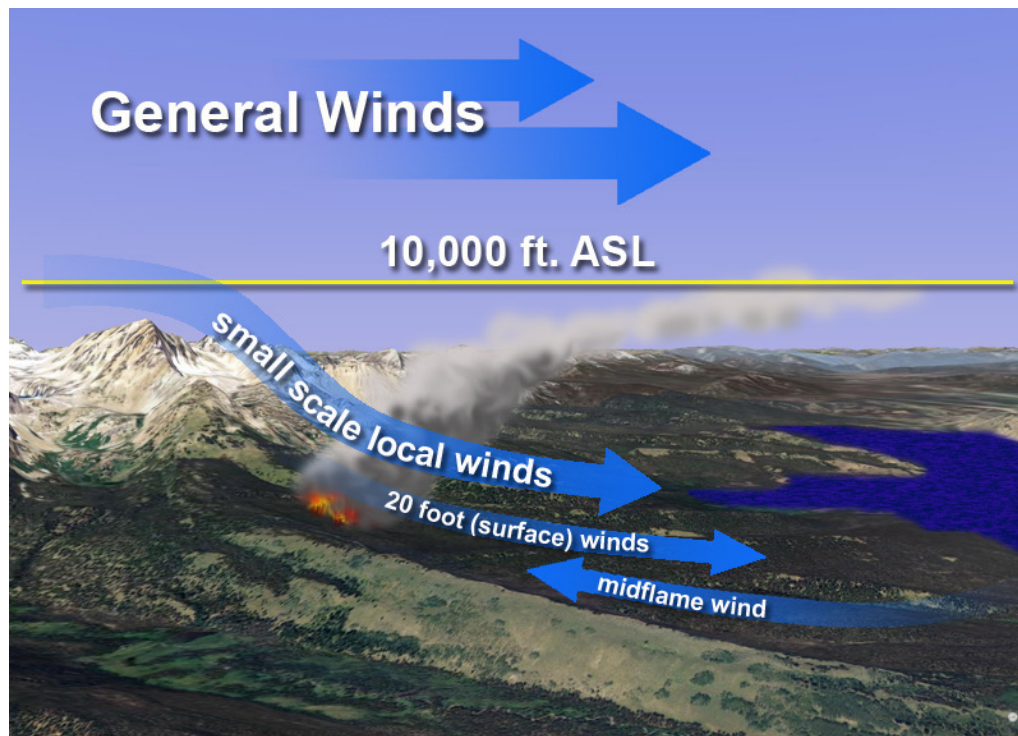 General Winds
10,000 ft. ASL
small scale local winds
20 foot (surface) winds
midflame wind